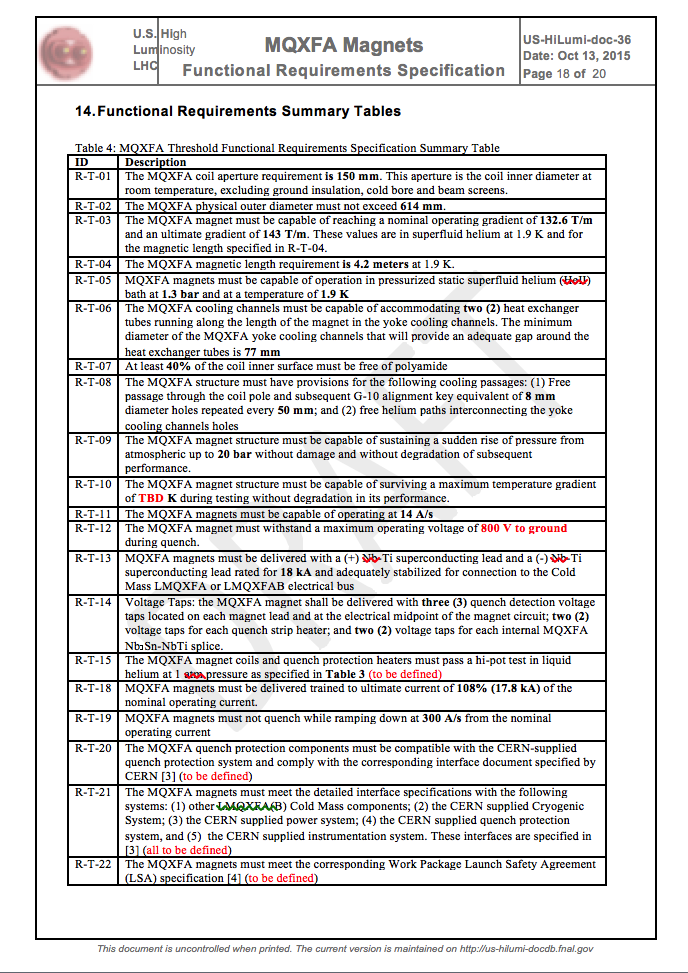 U.S. High
Luminosity
LHC
MQXFA Magnets
Functional Requirements Specification
US-HiLumi-doc-36
Date: Oct 13, 2015
Page 18 of 20
14. Functional Requirements Summary Tables
Table 4: MQXFA Threshold Functional Requirements Specification Summary Table
ID Description
R-T-01 The MQXFA coil aperture requirement is 150 mm. This aperture is the coil inner diameter at
room temperature, excluding ground insulation, cold bore and beam screens.
R-T-02 The MQXFA physical outer diameter must not exceed 614 mm.
R-T-03 The MQXFA magnet must be capable of reaching a nominal operating gradient of 132.6 T/m
and an ultimate gradient of 143 T/m. These values are in superfluid helium at 1.9 K and for
the magnetic length specified in R-T-04.
R-T-04 The MQXFA magnetic length requirement is 4.2 meters at 1.9 K.
R-T-05 MQXFA magnets must be capable of operation in pressurized static superfluid helium (HeII)
bath at 1.3 bar and at a temperature of 1.9 K
R-T-06 The MQXFA cooling channels must be capable of accommodating two (2) heat exchanger
tubes running along the length of the magnet in the yoke cooling channels. The minimum
diameter of the MQXFA yoke cooling channels that will provide an adequate gap around the
heat exchanger tubes is 77 mm
R-T-07 At least 40% of the coil inner surface must be free of polyamide
R-T-08 The MQXFA structure must have provisions for the following cooling passages: (1) Free
passage through the coil pole and subsequent G-10 alignment key equivalent of 8 mm
diameter holes repeated every 50 mm; and (2) free helium paths interconnecting the yoke
cooling channels holes
R-T-09 The MQXFA magnet structure must be capable of sustaining a sudden rise of pressure from
atmospheric up to 20 bar without damage and without degradation of subsequent
performance.
R-T-10 The MQXFA magnet structure must be capable of surviving a maximum temperature gradient
of TBD K during testing without degradation in its performance.
R-T-11 The MQXFA magnets must be capable of operating at 14 A/s
R-T-12 The MQXFA magnets must withstand a maximum operating voltage of 800 V to ground
during quench.
R-T-13 MQXFA magnets must be delivered with a (+) Nb-Ti superconducting lead and a (-) Nb-Ti
superconducting lead rated for 18 kA and adequately stabilized for connection to the Cold
Mass LMQXFA or LMQXFAB electrical bus
R-T-14 Voltage Taps: the MQXFA magnet shall be delivered with three (3) quench detection voltage
taps located on each magnet lead and at the electrical midpoint of the magnet circuit; two (2)
voltage taps for each quench strip heater; and two (2) voltage taps for each internal MQXFA
Nb3Sn-NbTi splice.
R-T-15 The MQXFA magnet coils and quench protection heaters must pass a hi-pot test in liquid
helium at 1 atm pressure as specified in Table 3 (to be defined)
R-T-18 MQXFA magnets must be delivered trained to ultimate current of 108% (17.8 kA) of the
nominal operating current.
R-T-19 MQXFA magnets must not quench while ramping down at 300 A/s from the nominal
operating current
R-T-20 The MQXFA quench protection components must be compatible with the CERN-supplied
quench protection system and comply with the corresponding interface document specified by
CERN [3] (to be defined)
R-T-21 The MQXFA magnets must meet the detailed interface specifications with the following
systems: (1) other LMQXFA(B) Cold Mass components; (2) the CERN supplied Cryogenic
System; (3) the CERN supplied power system; (4) the CERN supplied quench protection
system, and (5) the CERN supplied instrumentation system. These interfaces are specified in
[3] (all to be defined)
R-T-22 The MQXFA magnets must meet the corresponding Work Package Launch Safety Agreement
(LSA) specification [4] (to be defined)
DRAFT
This document is uncontrolled when printed. The current version is maintained on http://us-hilumi-docdb.fnal.gov